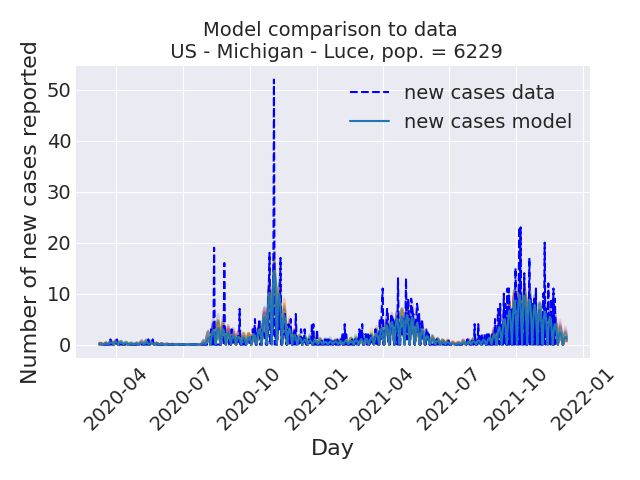 Model comparison to data
US - Michigan - Luce, pop. = 6229
Number of new cases reported
50
40
30
20
10
0
new cases data
new cases model
2020-04
2020-07
2020-10
2021-01
2021-04
2021-07
2021-10
2022-01
Day